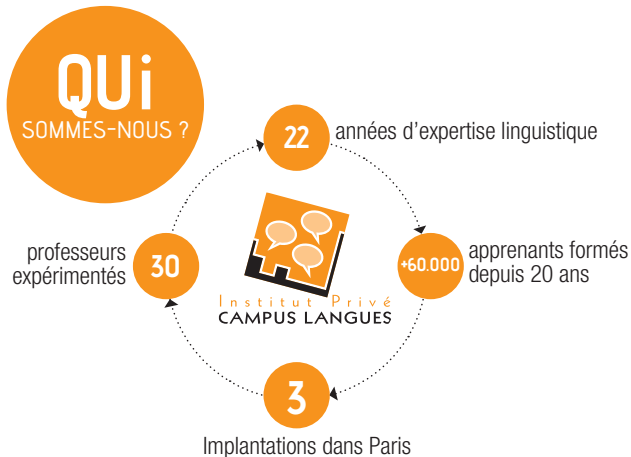 QUi
SOMMES-NOUS ?
22
années d'expertise linguistique
+60.000
apprenants formés
depuis 20 ans
3
Implantations dans Paris
professeurs
expérimentés
30
Institut Privé
CAMPUS LANGUES